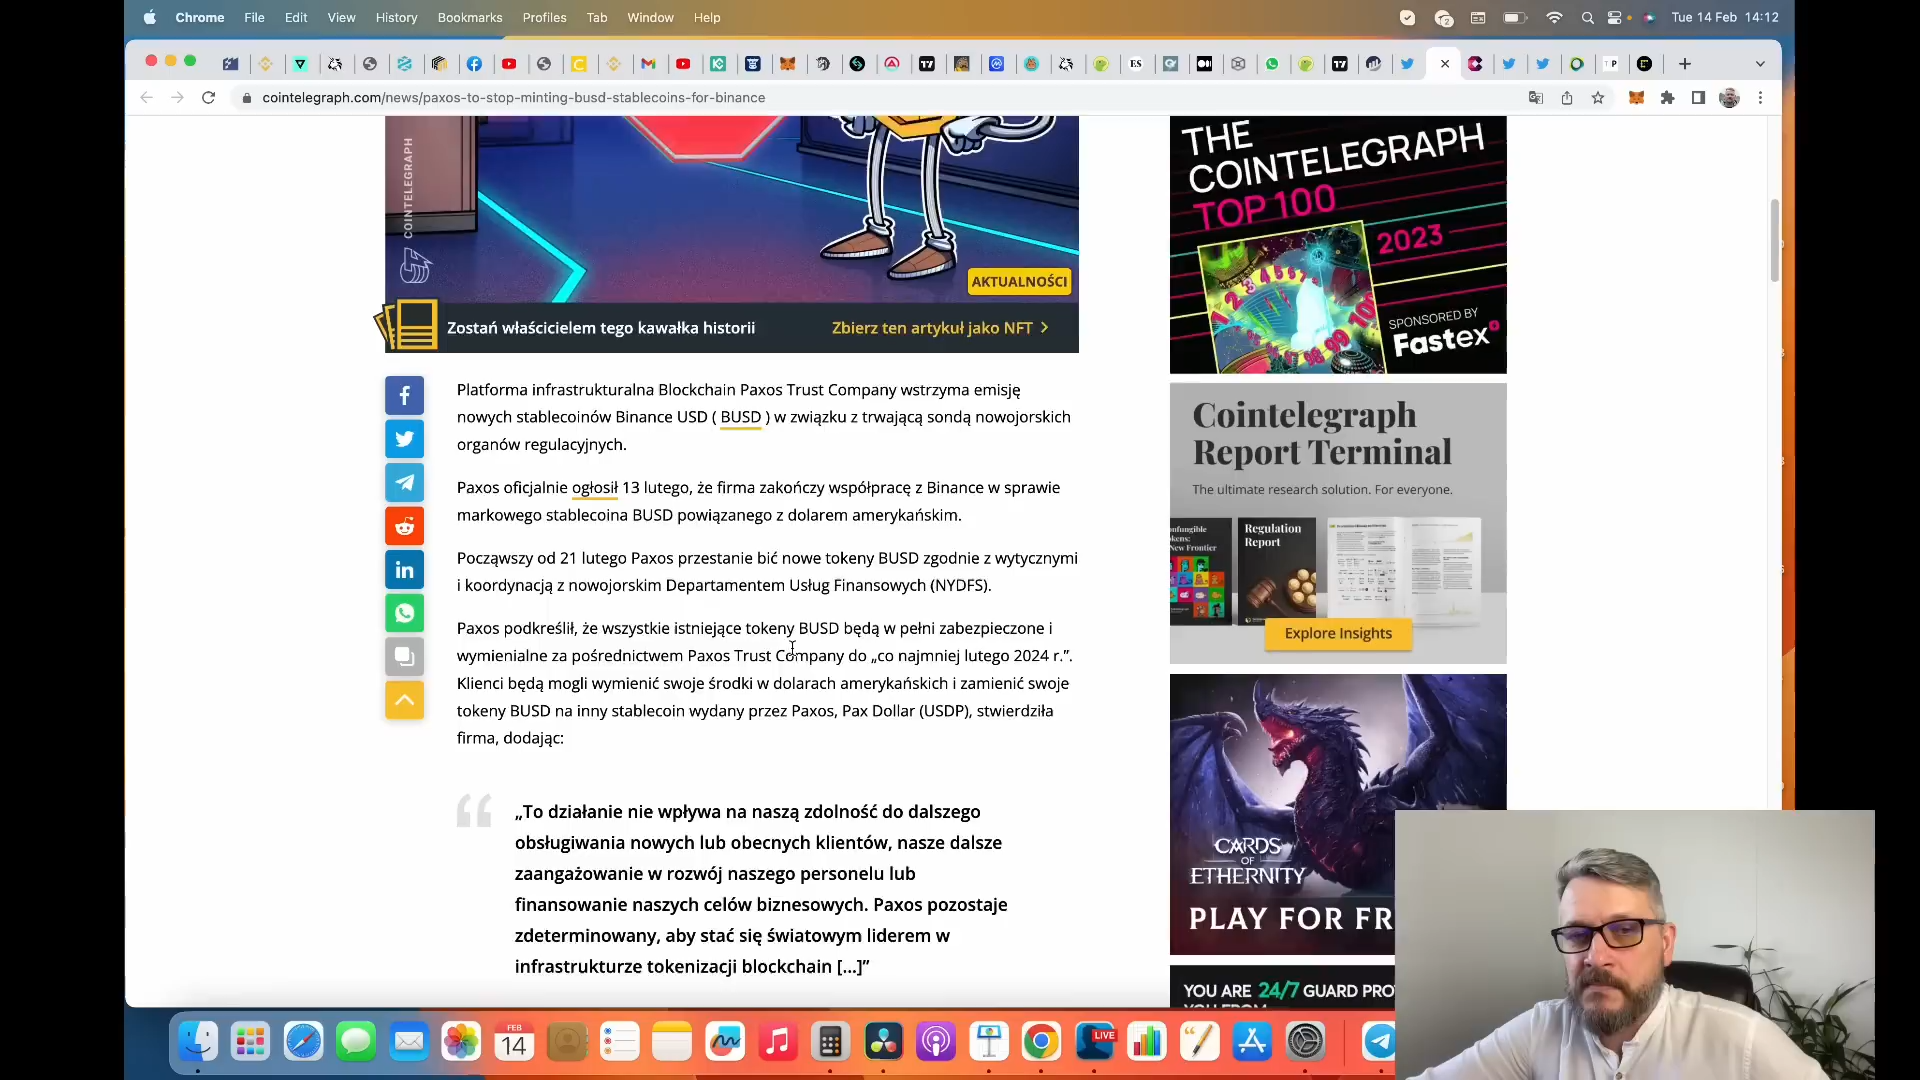 Chrome File Edit View History Bookmarks Profiles Tab Window Help
Tue 14 Feb 14:12
cointelegraph.com/news/paxos-to-stop-minting-busd-stablecoins-for-binance
COINTELEGRAPH
AKTUALNOŚCI
Zostań właścicielem tego kawałka historii
Zbierz ten artykuł jako NFT >
Platforma infrastrukturalna Blockchain Paxos Trust Company wstrzyma emisję
nowych stablecoinów Binance USD ( BUSD ) w związku z trwającą sondą nowojorskich
organów regulacyjnych.
Paxos oficjalnie ogłosił 13 lutego, że firma zakończy współpracę z Binance w sprawie
markowego stablecoina BUSD powiązanego z dolarem amerykańskim.
Począwszy od 21 lutego Paxos przestanie bić nowe tokeny BUSD zgodnie z wytycznymi
i koordynacją z nowojorskim Departamentem Usług Finansowych (NYDFS).
Paxos podkreślił, że wszystkie istniejące tokeny BUSD będą w pełni zabezpieczone i
wymienialne za pośrednictwem Paxos Trust Company do „co najmniej lutego 2024 r.”.
Klienci będą mogli wymienić swoje środki w dolarach amerykańskich i zamienić swoje
tokeny BUSD na inny stablecoin wydany przez Paxos, Pax Dollar (USDP), stwierdziła
firma, dodając:
„To działanie nie wpływa na naszą zdolność do dalszego
obsługiwania nowych lub obecnych klientów, nasze dalsze
zaangażowanie w rozwój naszego personelu lub
finansowanie naszych celów biznesowych. Paxos pozostaje
zdeterminowany, aby stać się światowym liderem w
infrastrukturze tokenizacji blockchain [...]”
THE
COINTELEGRAPH
TOP 100
2023
SPONSORED BY
Fastex
Cointelegraph
Report Terminal
The ultimate research solution. For everyone.
Regulation
Report
New Frontier
Explore Insights
CARDS
OF
ETHERNITY
PLAY FOR FR
YOU ARE 24/7 GUARD PRO
FEB
14
LIVE